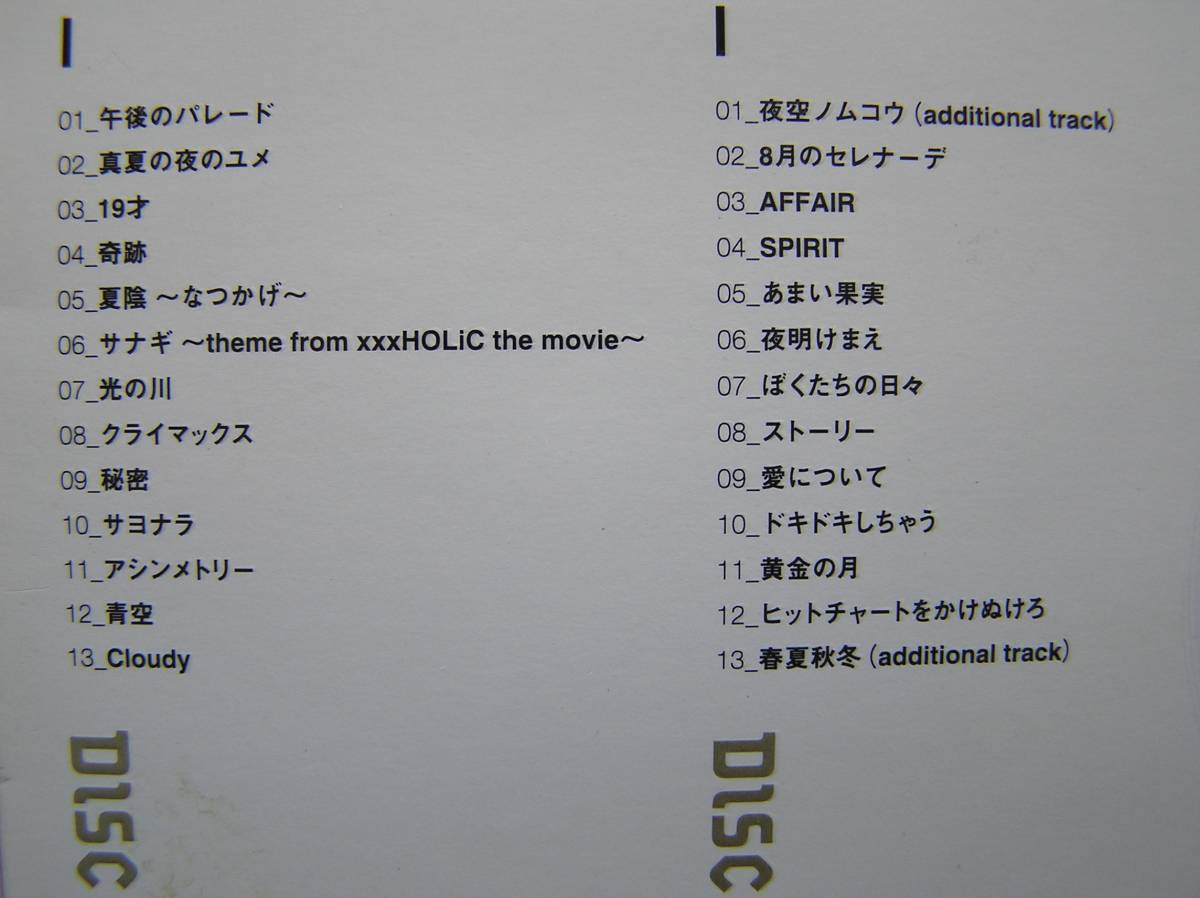 01_午後のパレード
02_真夏の夜のユメ
03_19才
04_奇跡
05_夏陰 〜なつかげ〜
06_サナギ 〜theme from xxxHOLiC the movie〜
07_光の川
08_クライマックス
09_秘密
10_サヨナラ
11_アシンメトリー
12_青空
13_Cloudy
DISC
01_夜空ノムコウ (additional track)
02_8月のセレナーデ
03_AFFAIR
04_SPIRIT
05_あまい果実
06_夜明けまえ
07_ぼくたちの日々
08_ストーリー
09_愛について
10_ドキドキしちゃう
11_黄金の月
12_ヒットチャートをかけぬけろ
13_春夏秋冬 (additional track)
DISC